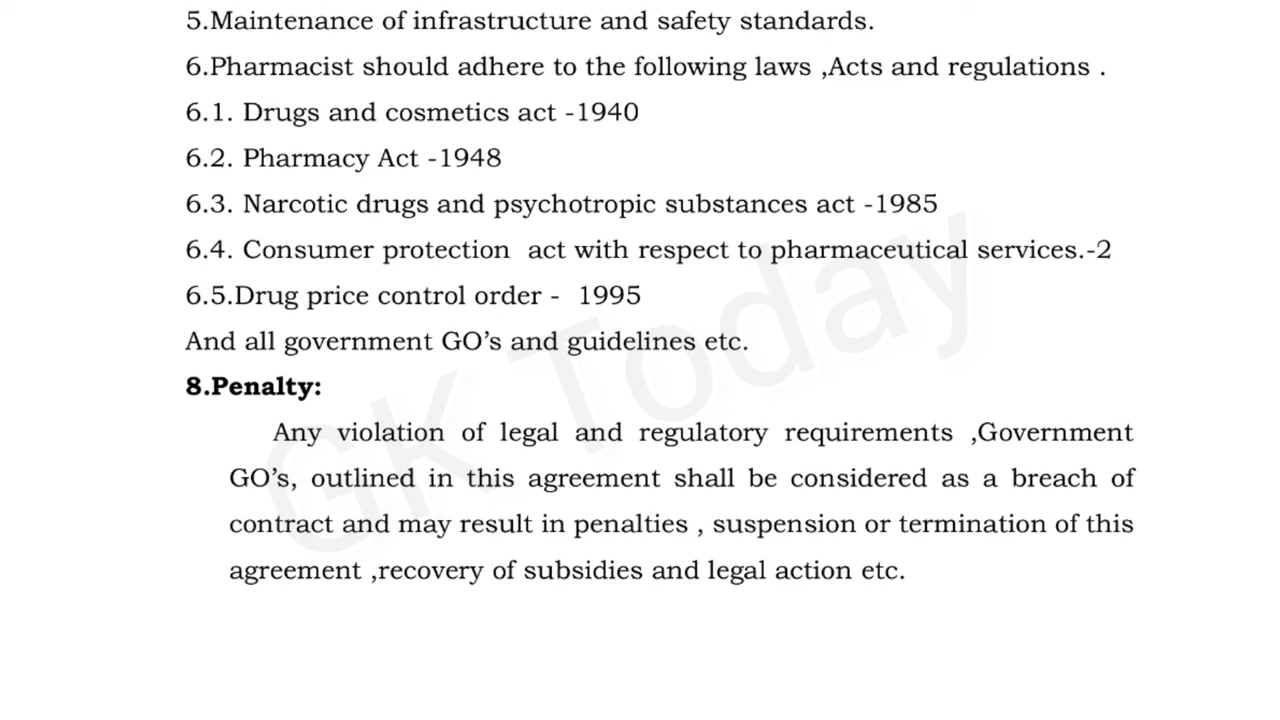 5.Maintenance of infrastructure and safety standards.
6.Pharmacist should adhere to the following laws ,Acts and regulations .
6.1. Drugs and cosmetics act -1940
6.2. Pharmacy Act -1948
6.3. Narcotic drugs and psychotropic substances act -1985
6.4. Consumer protection  act with respect to pharmaceutical services.-2
6.5.Drug price control order -  1995
And all government GO’s and guidelines etc.
8.Penalty:
Any violation of legal and regulatory requirements ,Government
GO’s, outlined in this agreement shall be considered as a breach of
contract and may result in penalties , suspension or termination of this
agreement ,recovery of subsidies and legal action etc.
GK Today